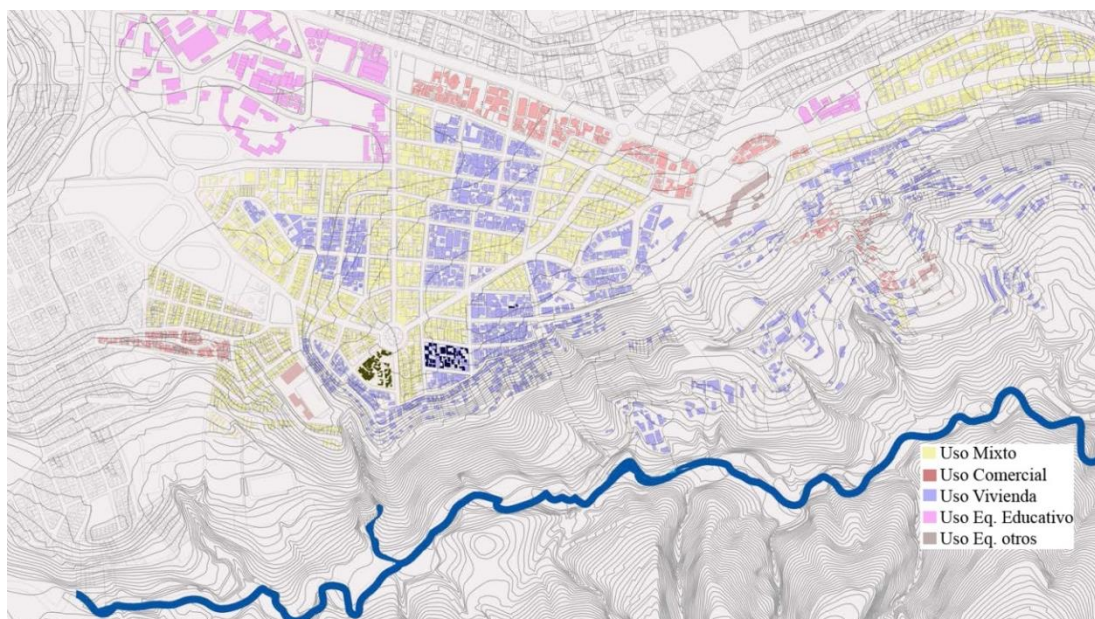 Uso Mixto
Uso Comercial
Uso Vivienda
Uso Eq. Educativo
Uso Eq. otros